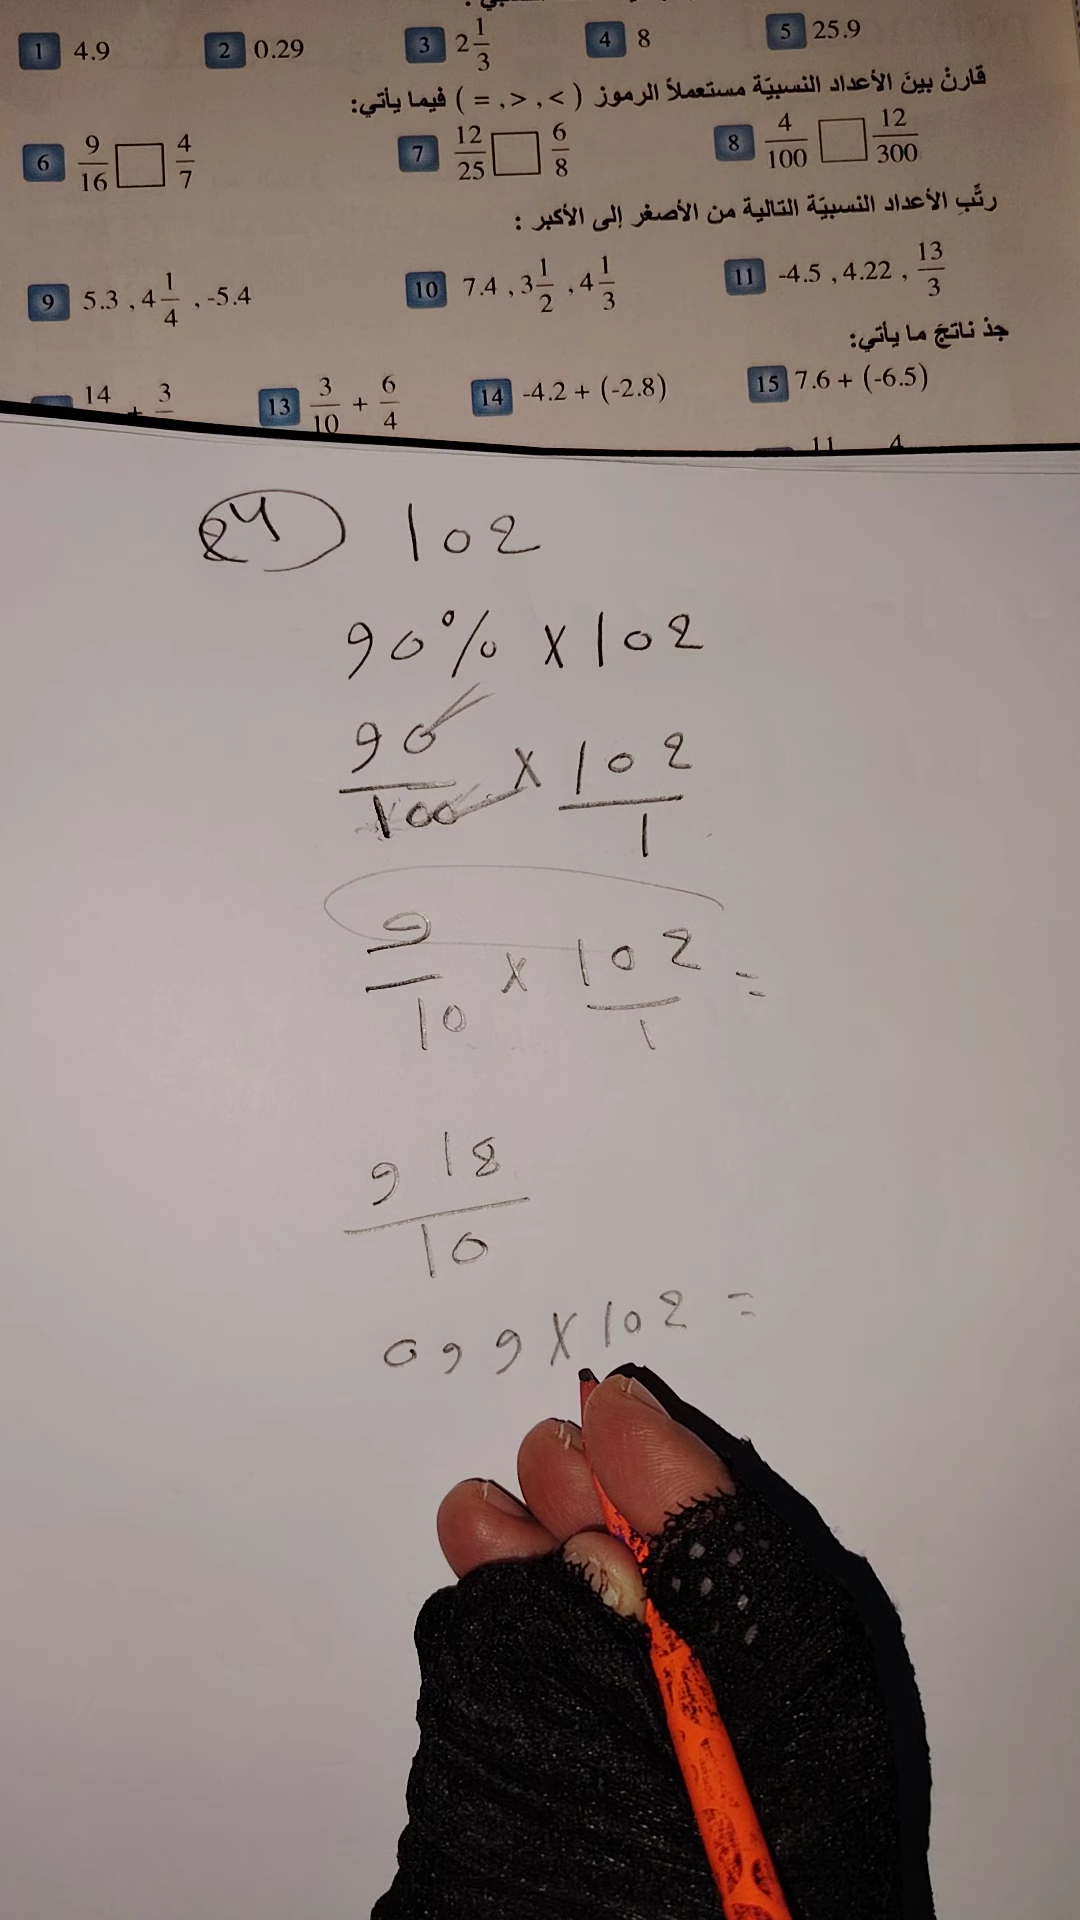 1 4.9 2 0.29 3 2 1/3 4 8 5 25.9
قارنْ بينَ الأعداد النسبيّة مستعملاً الرموز ( < , > , = ) فيما يأتي:
6 9/16 □ 4/7 7 12/25 □ 6/8 8 4/100 □ 12/300
رتِّبِ الأعداد النسبيّة التالية من الأصغر إلى الأكبر :
9 5.3 , 4 1/4 , -5.4 10 7.4 , 3 1/2 , 4 1/3 11 -4.5 , 4.22 , 13/3
جدْ ناتجَ ما يأتي:
14 + 3 13 3/10 + 6/4 14 -4.2 + (-2.8) 15 7.6 + (-6.5)
11 4
24 102
90% × 102
90/100 × 102/1
9/10 × 102/1 =
918/10
0,9 × 102 =